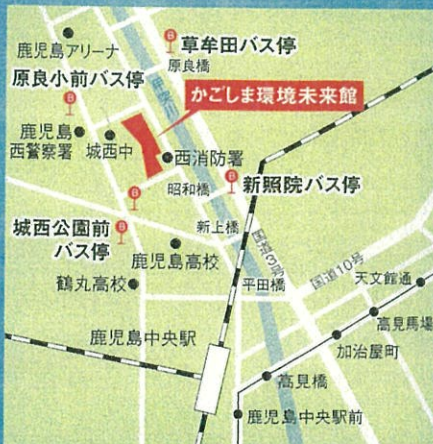 鹿児島アリーナ
B
草牟田バス停
原良橋
原良小前バス停
B
甲突川
かごしま環境未来館
鹿児島
西警察署
城西中
西消防署
昭和橋
B
新照院バス停
B
城西公園前
バス停
B
新上橋
鹿児島高校
国道3号
国道10号
鶴丸高校
平田橋
天文館通
鹿児島中央駅
高見馬場
加治屋町
高見橋
鹿児島中央駅前